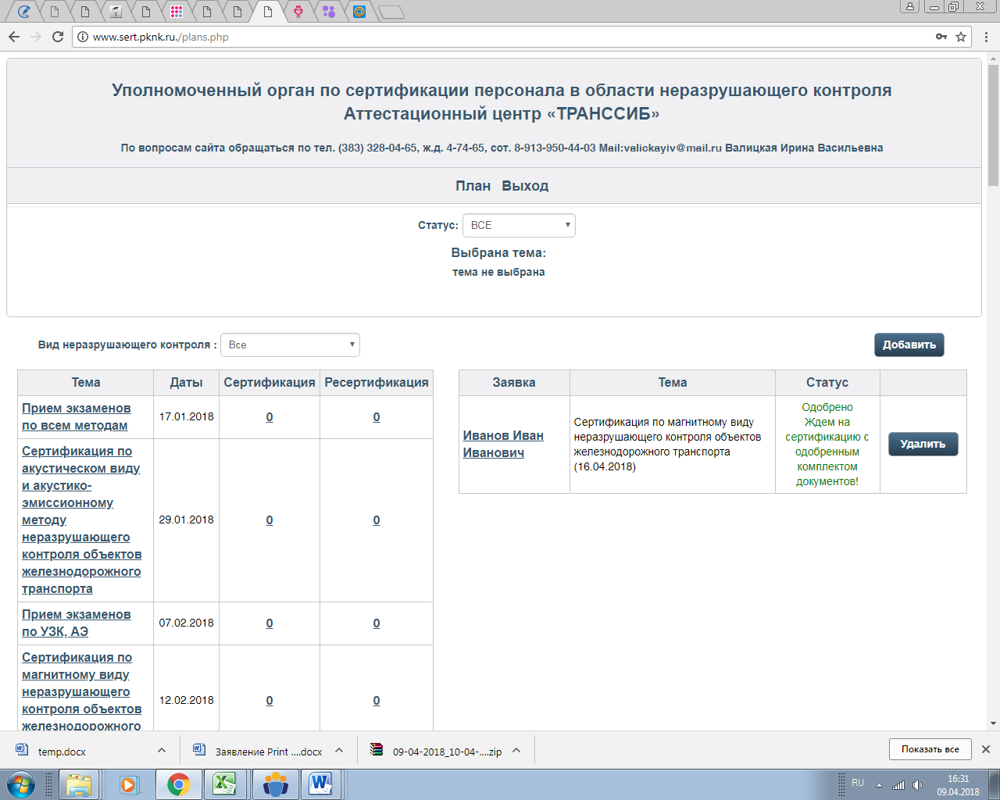 www.sert.pknk.ru./plans.php
Уполномоченный орган по сертификации персонала в области неразрушающего контроля
Аттестационный центр «ТРАНССИБ»
По вопросам сайта обращаться по тел. (383) 328-04-65, ж.д. 4-74-65, сот. 8-913-950-44-03 Mail:valickayiv@mail.ru Валицкая Ирина Васильевна
План Выход
Статус: ВСЕ
Выбрана тема:
тема не выбрана
Вид неразрушающего контроля : Все
Добавить
Тема Даты Сертификация Ресертификация
Прием экзаменов
по всем методам
17.01.2018 0 0
Сертификация по
акустическом виду
и акустико-
эмиссионному
методу
неразрушающего
контроля объектов
железнодорожного
транспорта
29.01.2018 0 0
Прием экзаменов
по УЗК, АЭ
07.02.2018 0 0
Сертификация по
магнитному виду
неразрушающего
контроля объектов
железнодорожного
12.02.2018 0 0
Заявка Тема Статус
Иванов Иван
Иванович
Сертификация по магнитному виду
неразрушающего контроля объектов
железнодорожного транспорта
(16.04.2018)
Одобрено
Ждем на
сертификацию с
одобренным
комплектом
документов!
Удалить
temp.docx
Заявление Print ....docx
09-04-2018_10-04-....zip
Показать все
RU
16:31
09.04.2018